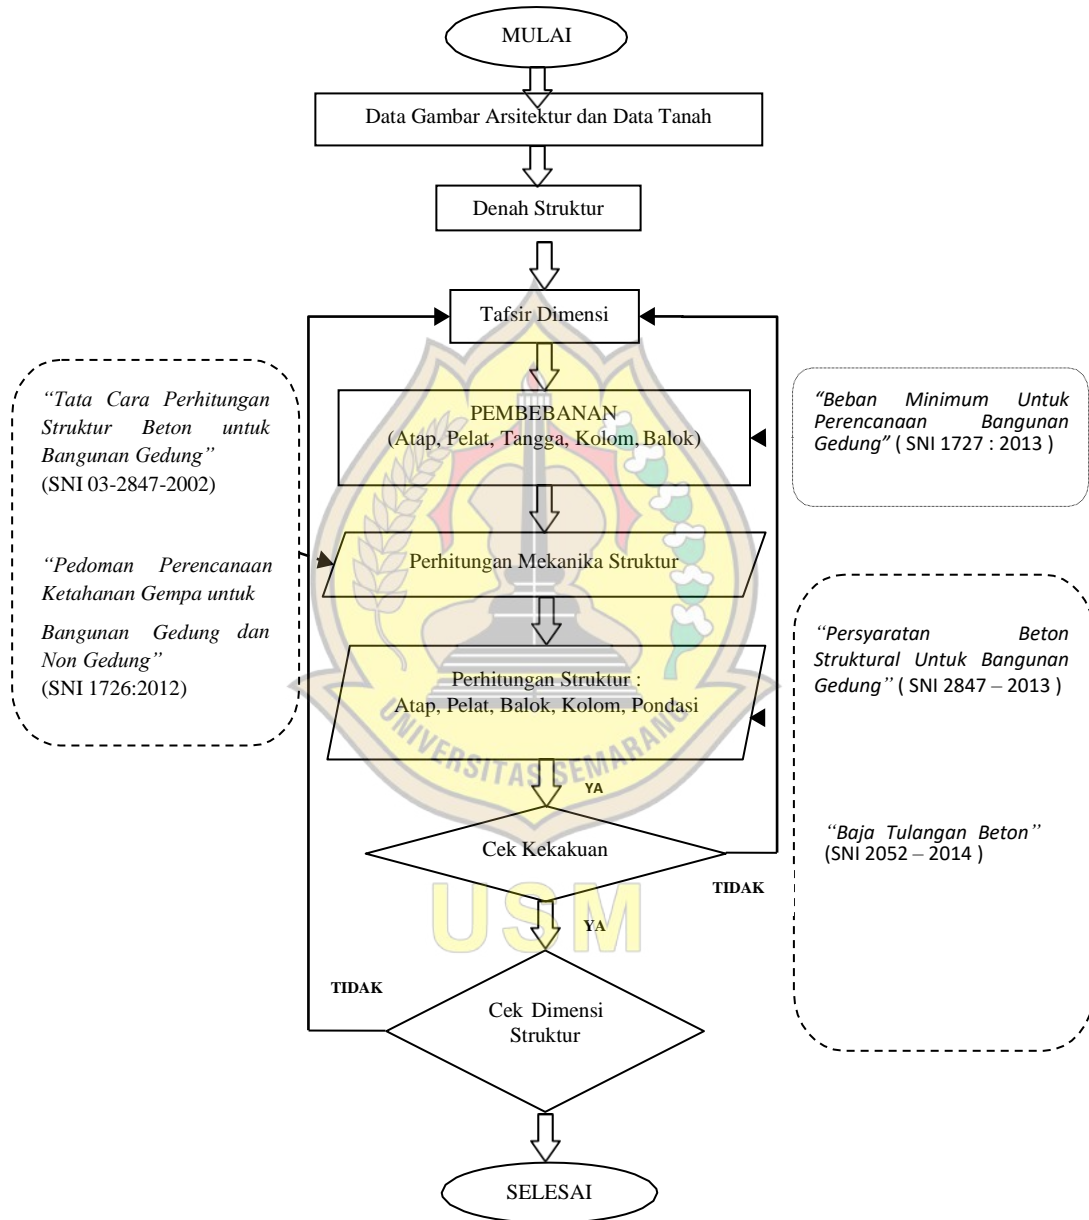 MULAI
Data Gambar Arsitektur dan Data Tanah
Denah Struktur
Tafsir Dimensi
“Tata Cara Perhitungan
Struktur Beton untuk
Bangunan Gedung”
(SNI 03-2847-2002)
“Pedoman Perencanaan
Ketahanan Gempa untuk
Bangunan Gedung dan
Non Gedung”
(SNI 1726:2012)
PEMBEBANAN
(Atap, Pelat, Tangga, Kolom, Balok)
“Beban Minimum Untuk
Perencanaan Bangunan
Gedung” ( SNI 1727 : 2013 )
Perhitungan Mekanika Struktur
Perhitungan Struktur :
Atap, Pelat, Balok, Kolom, Pondasi
“Persyaratan Beton
Struktural Untuk Bangunan
Gedung” ( SNI 2847 – 2013 )
“Baja Tulangan Beton”
(SNI 2052 – 2014 )
UNIVERSITAS SEMARANG
YA
Cek Kekakuan
TIDAK
USM
YA
TIDAK
Cek Dimensi
Struktur
SELESAI